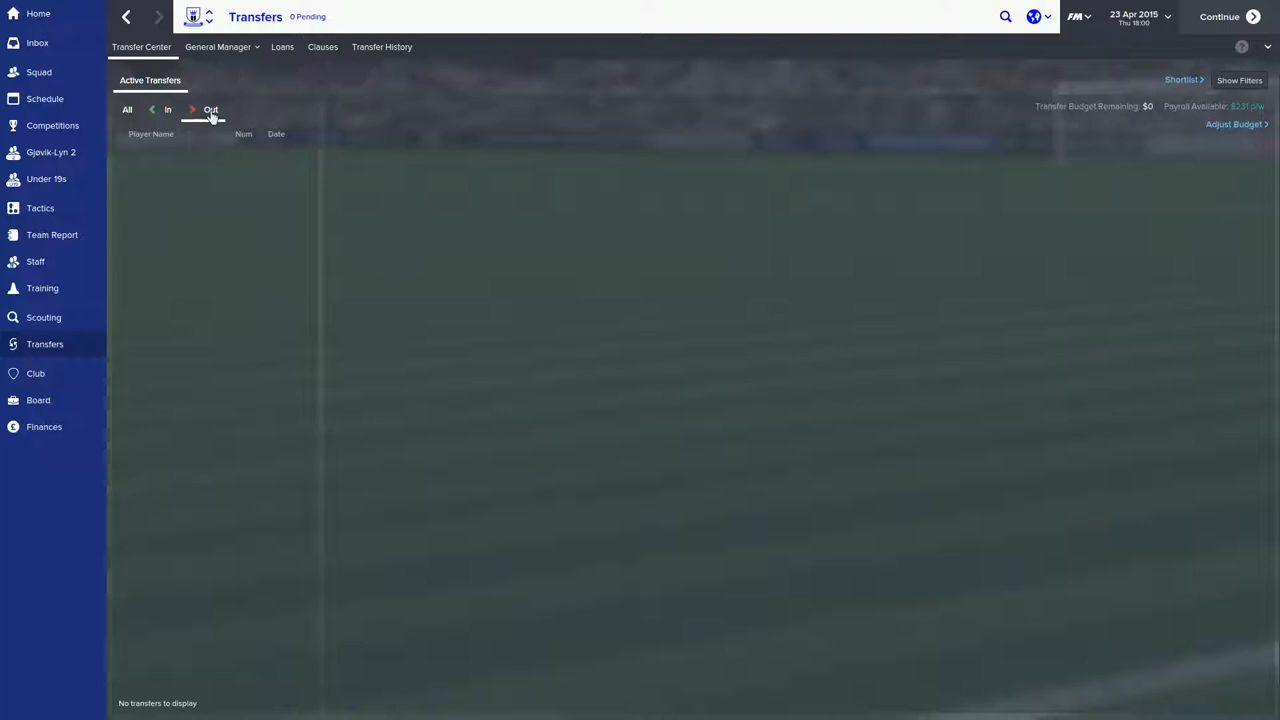 Home
Inbox
Squad
Schedule
Competitions
Gjøvik-Lyn 2
Under 19s
Tactics
Team Report
Staff
Training
Scouting
Transfers
Club
Board
Finances
Transfers 0 Pending
FM
23 Apr 2015
Thu 18:00
Continue
Transfer Center General Manager Loans Clauses Transfer History
Active Transfers
Shortlist
Show Filters
All In Out
Transfer Budget Remaining: $0 Payroll Available: $231 p/w
Adjust Budget
Player Name Num Date
No transfers to display